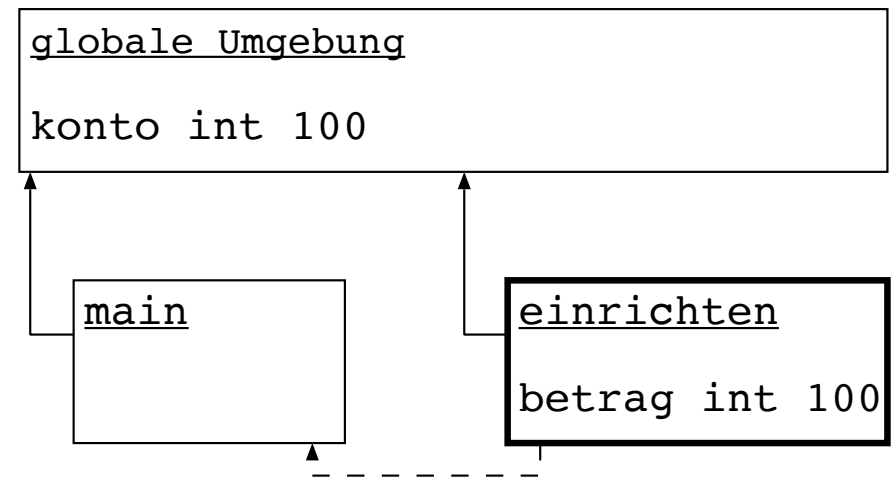 globale Umgebung
konto int 100
main
einrichten
betrag int 100